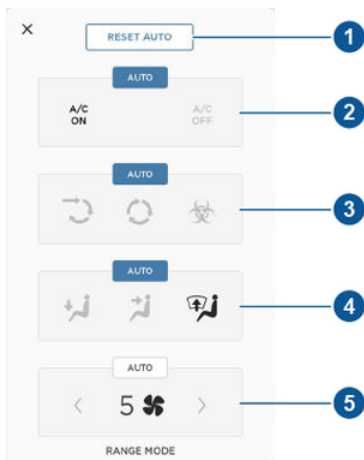 RESET AUTO
1
AUTO
A/C
ON
A/C
OFF
2
AUTO
3
AUTO
4
AUTO
5
5
RANGE MODE